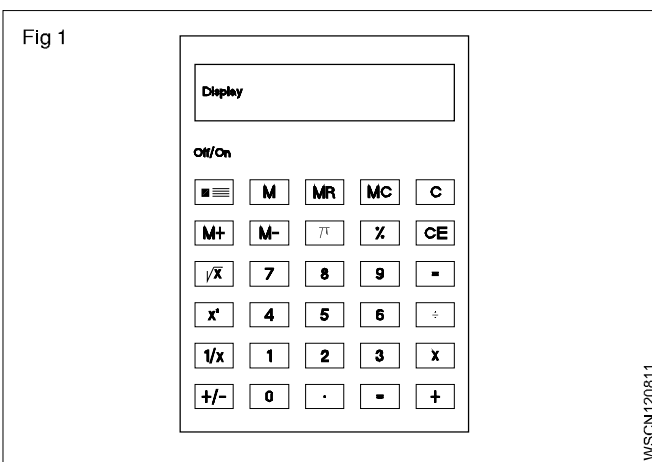 Fig 1
Display
Off/On
M MR MC C
M+ M- π % CE
√x 7 8 9 -
x² 4 5 6 ÷
1/x 1 2 3 x
+/- 0 . = +
WSCN120811